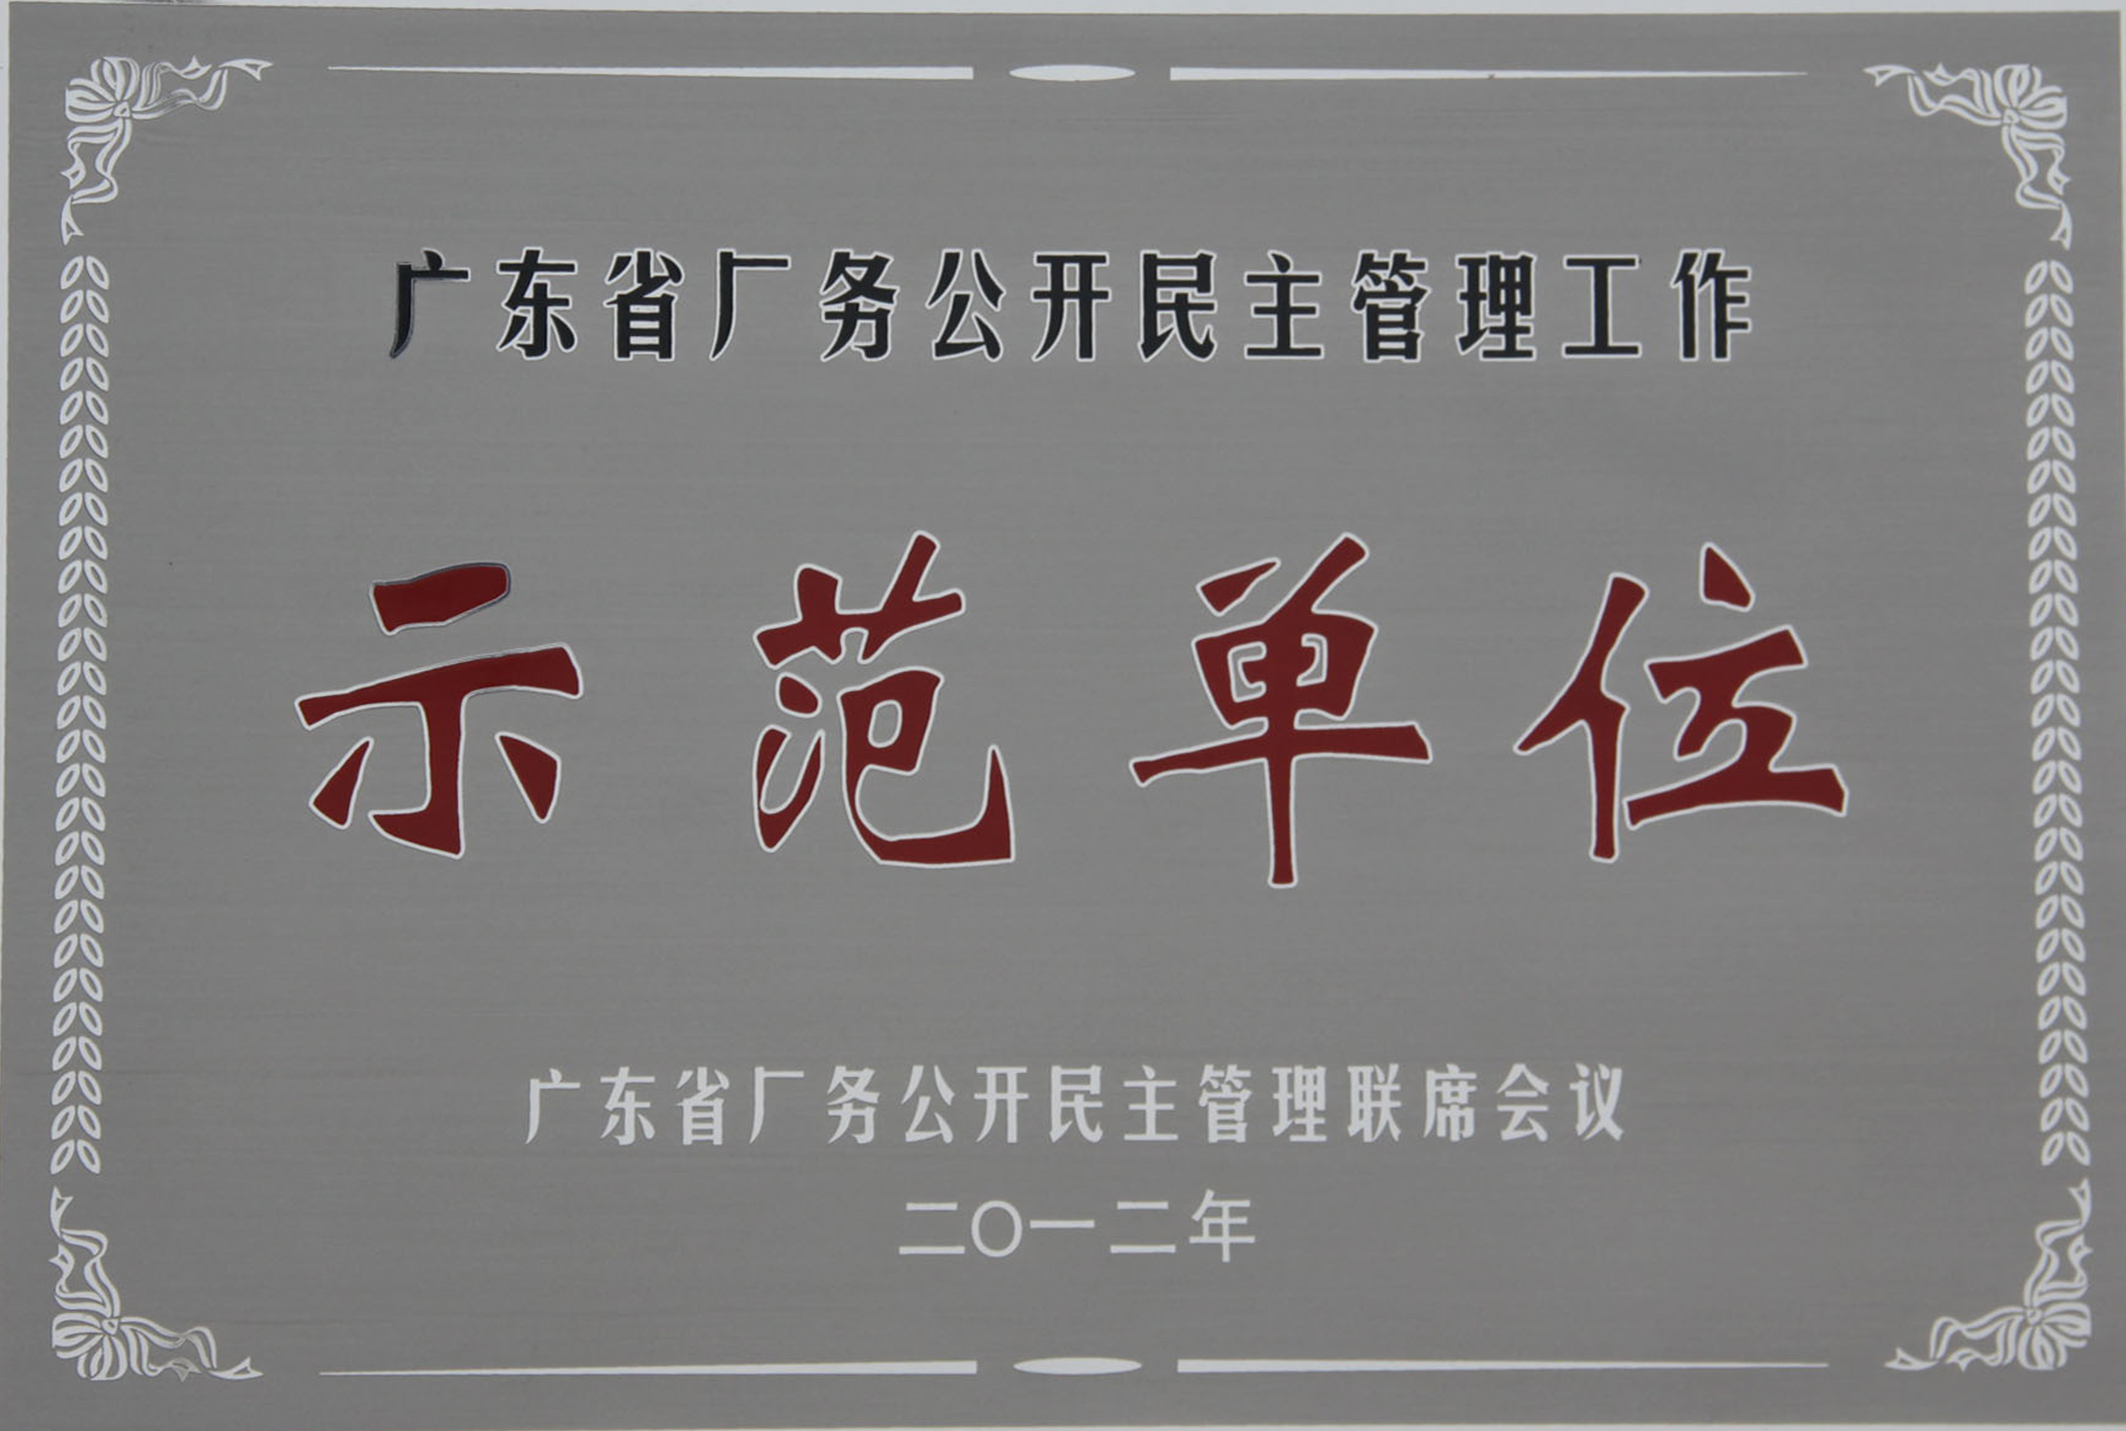 广东省厂务公开民主管理工作
示范单位
广东省厂务公开民主管理联席会议
二〇一二年